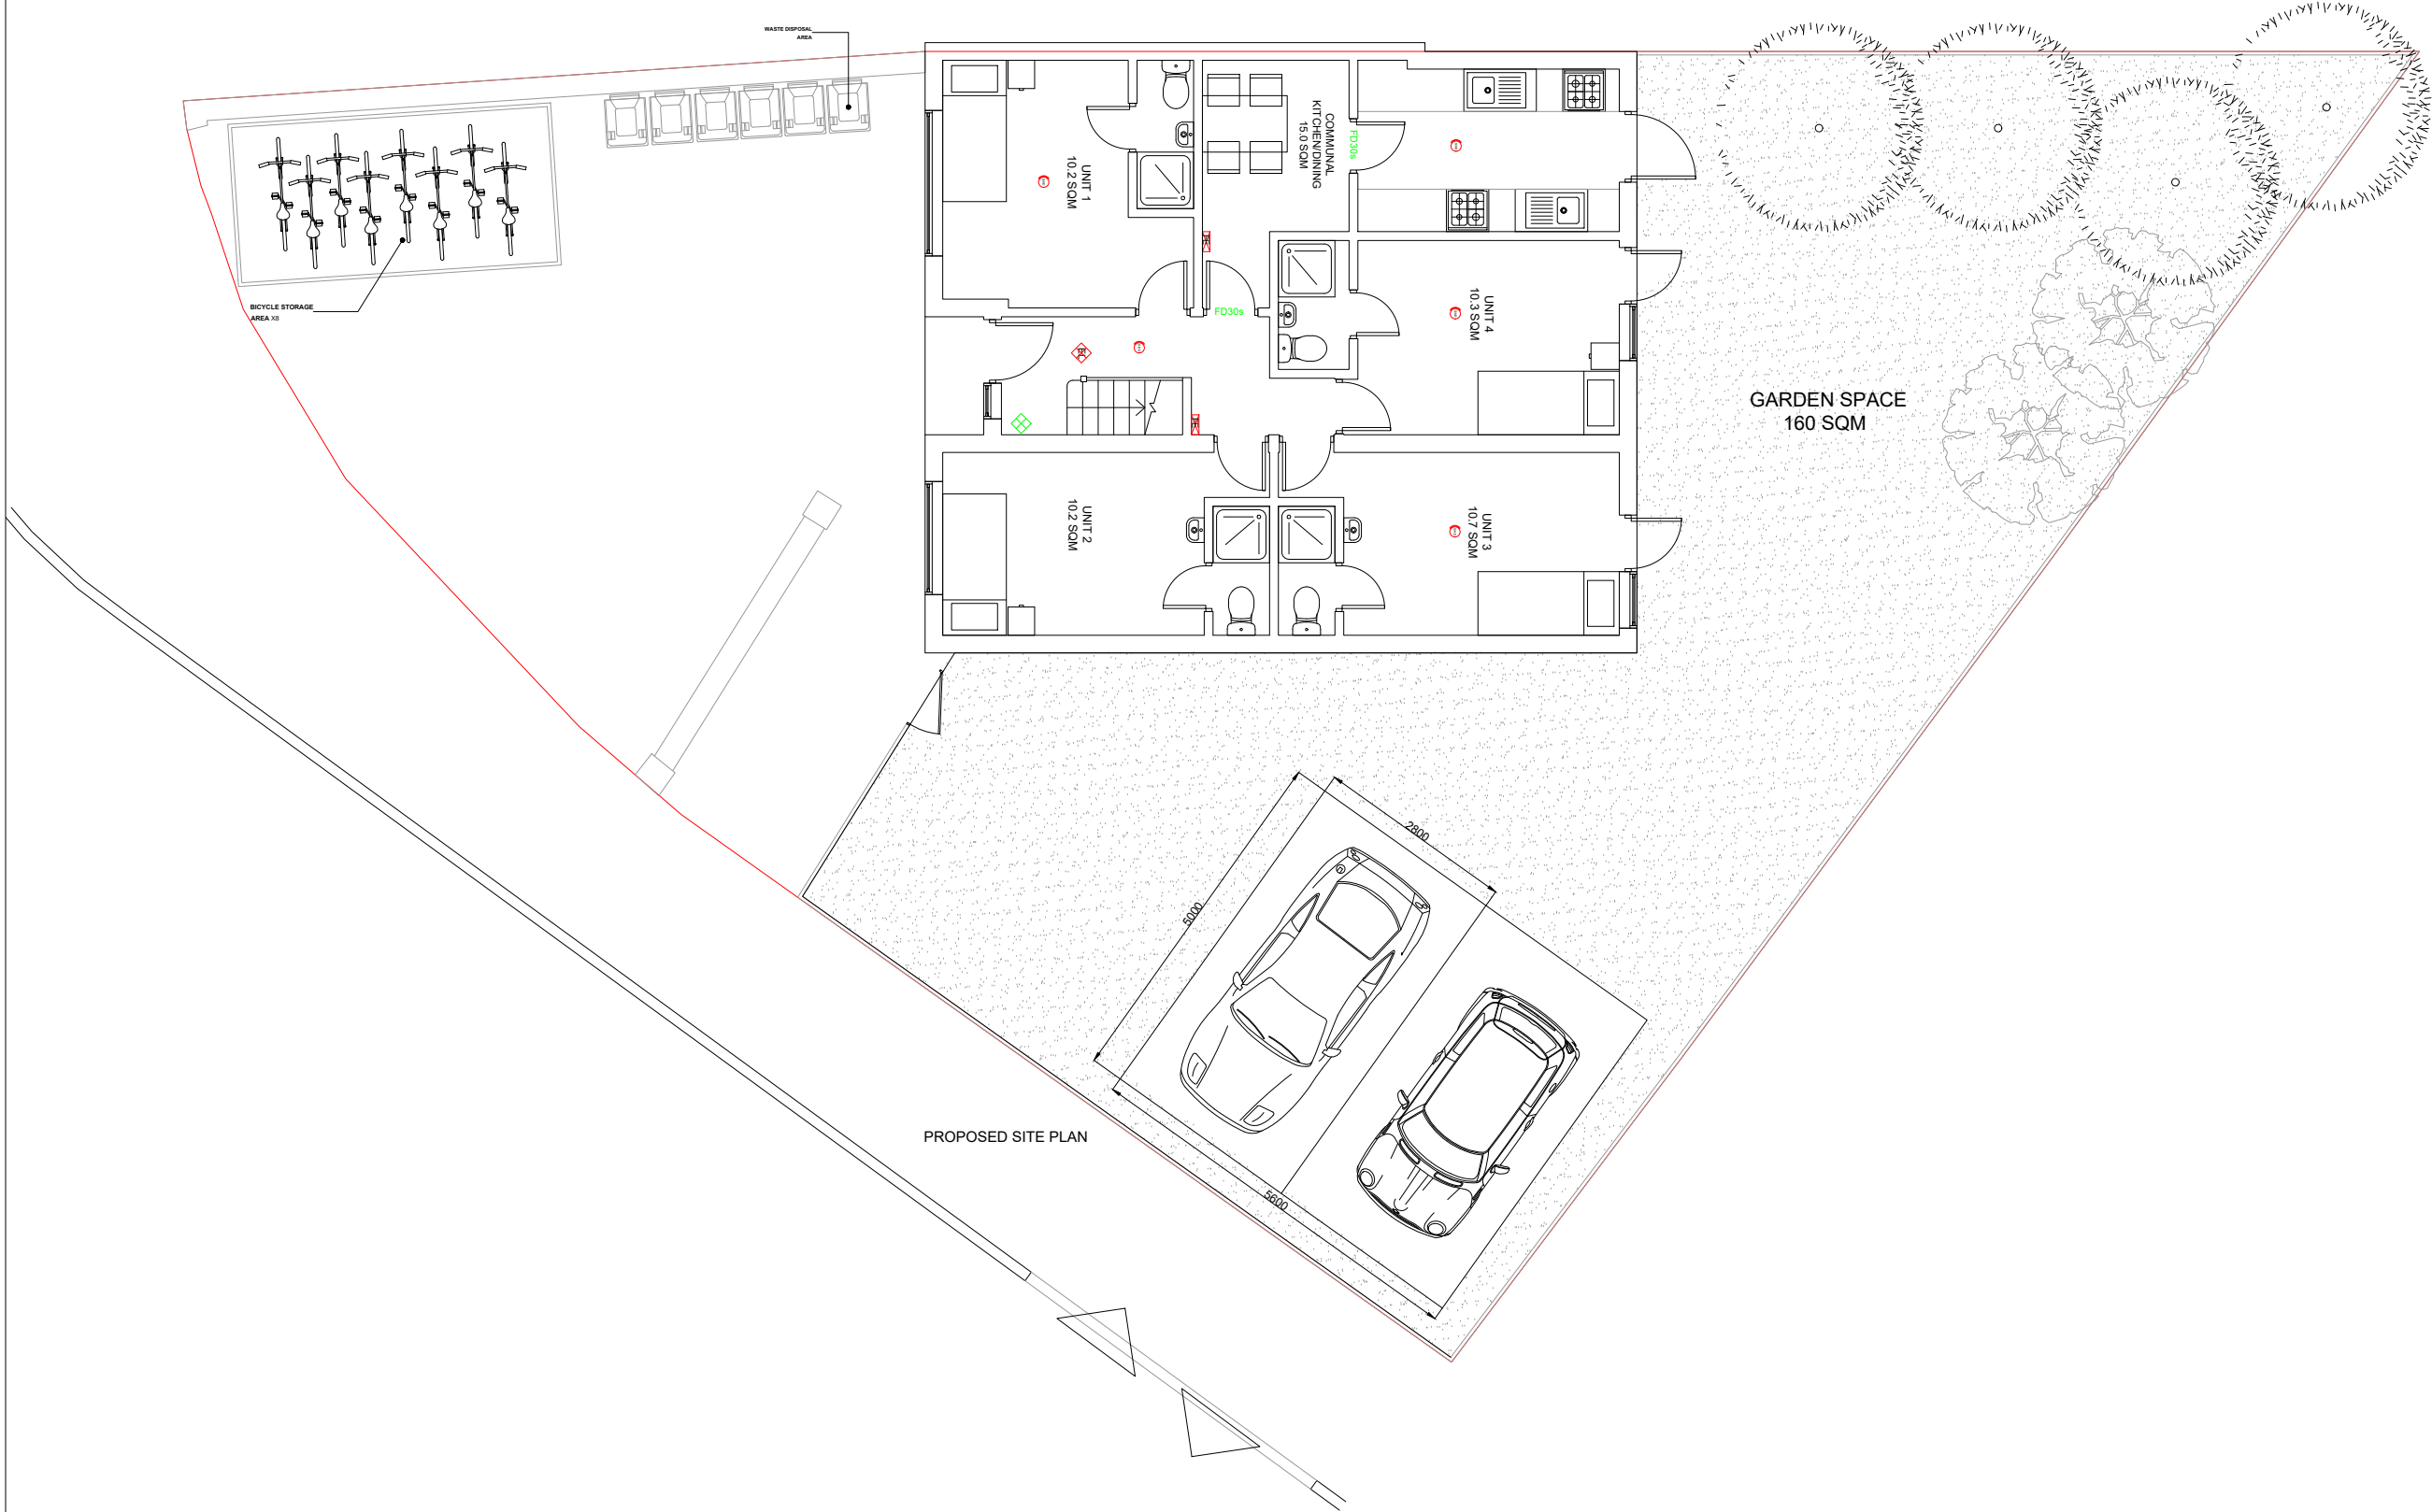 WASTE DISPOSAL
AREA
BICYCLE STORAGE
AREA X8
UNIT 1
10.2 SQM
COMMUNAL
KITCHEN/DINING
15.0 SQM
FD30s
FD30s
UNIT 4
10.3 SQM
UNIT 2
10.2 SQM
UNIT 3
10.7 SQM
GARDEN SPACE
160 SQM
2800
5000
5600
PROPOSED SITE PLAN